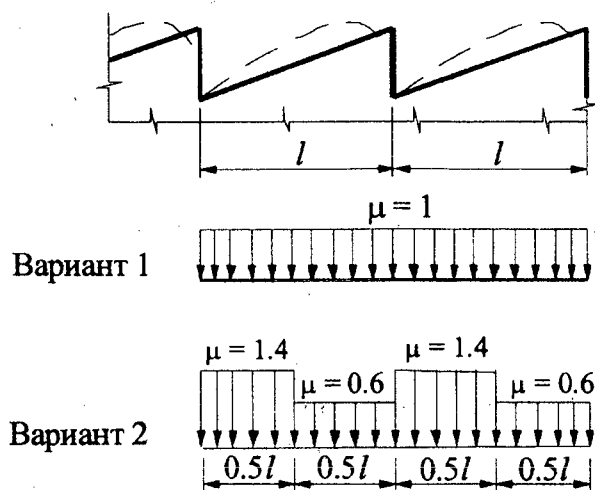 l l
μ = 1
Вариант 1
μ = 1.4 μ = 1.4
μ = 0.6 μ = 0.6
Вариант 2
0.5l 0.5l 0.5l 0.5l